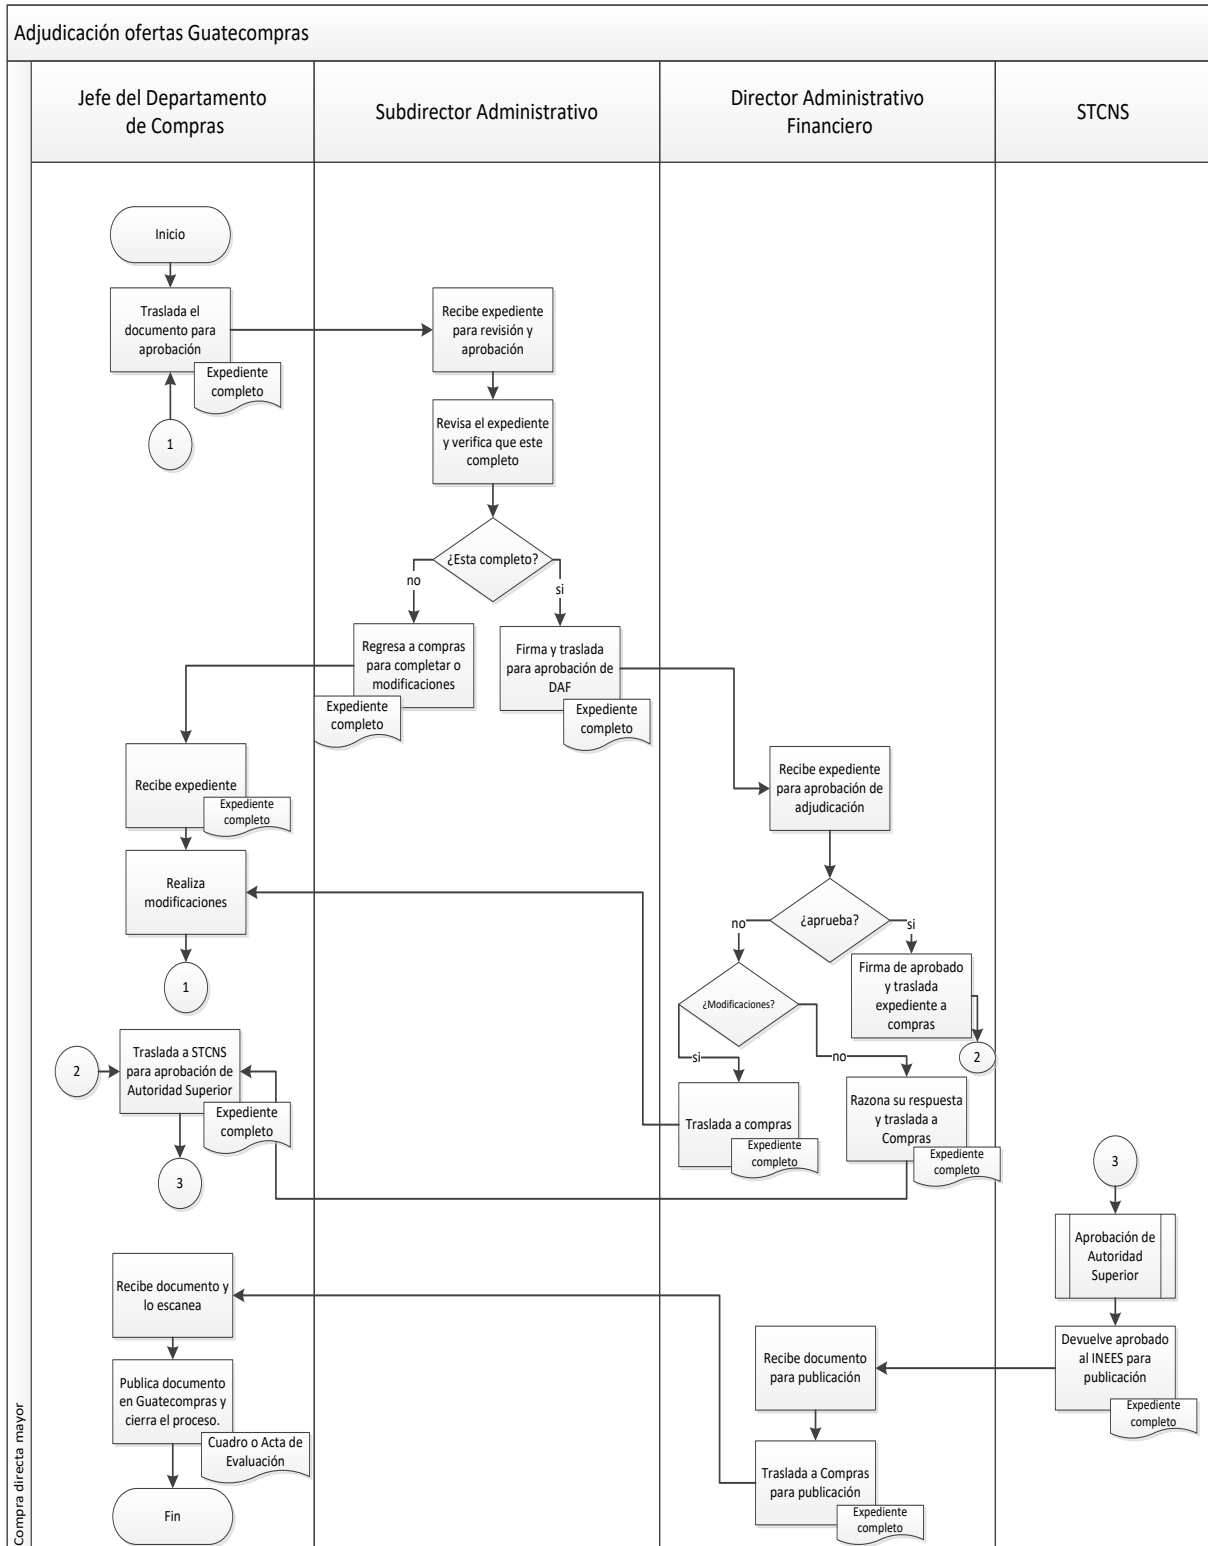 Adjudicación ofertas Guatecompras
Jefe del Departamento
de Compras
Subdirector Administrativo
Director Administrativo
Financiero
STCNS
Inicio
Traslada el
documento para
aprobación
Expediente
completo
1
Recibe expediente
para revisión y
aprobación
Revisa el expediente
y verifica que este
completo
¿Esta completo?
no
si
Regresa a compras
para completar o
modificaciones
Expediente
completo
Firma y traslada
para aprobación de
DAF
Expediente
completo
Recibe expediente
Expediente
completo
Realiza
modificaciones
1
Recibe expediente
para aprobación de
adjudicación
¿aprueba?
no
si
¿Modificaciones?
si
no
Firma de aprobado
y traslada
expediente a
compras
2
2
Traslada a STCNS
para aprobación de
Autoridad Superior
Expediente
completo
3
Traslada a compras
Expediente
completo
Razona su respuesta
y traslada a
Compras
Expediente
completo
3
Aprobación de
Autoridad
Superior
Devuelve aprobado
al INEES para
publicación
Expediente
completo
Recibe documento
para publicación
Traslada a Compras
para publicación
Expediente
completo
Recibe documento y
lo escanea
Publica documento
en Guatecompras y
cierra el proceso.
Cuadro o Acta de
Evaluación
Fin
Compra directa mayor